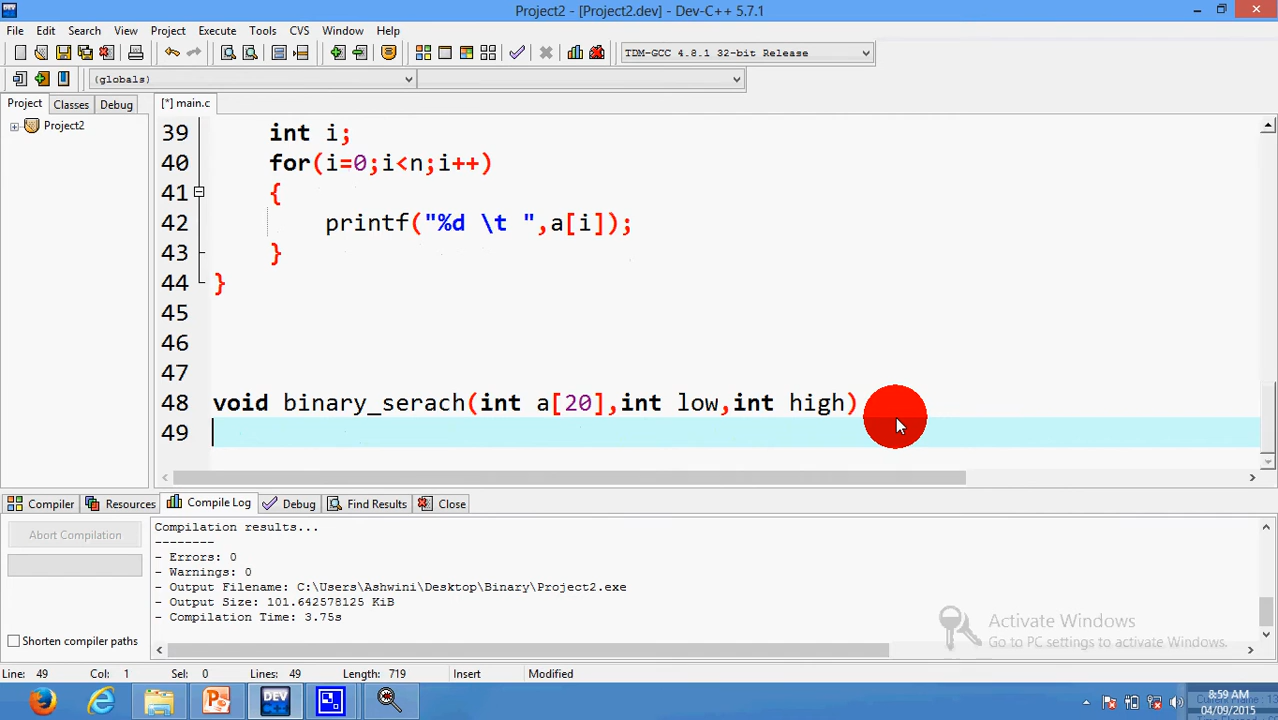 Project2 - [Project2.dev] - Dev-C++ 5.7.1
File Edit Search View Project Execute Tools CVS Window Help
TDM-GCC 4.8.1 32-bit Release
(globals)
Project Classes Debug [*] main.c
Project2
39 int i;
40 for(i=0;i<n;i++)
41 {
42 printf("%d \t ",a[i]);
43 }
44 }
45
46
47
48 void binary_serach(int a[20],int low,int high)
49
Compiler Resources Compile Log Debug Find Results Close
Abort Compilation
Shorten compiler paths
Compilation results...
--------
- Errors: 0
- Warnings: 0
- Output Filename: C:\Users\Ashwini\Desktop\Binary\Project2.exe
- Output Size: 101.642578125 KiB
- Compilation Time: 3.75s
Activate Windows
Go to PC settings to activate Windows.
Line: 49 Col: 1 Sel: 0 Lines: 49 Length: 719 Insert Modified
DEV C++
8:59 AM
04/09/2015